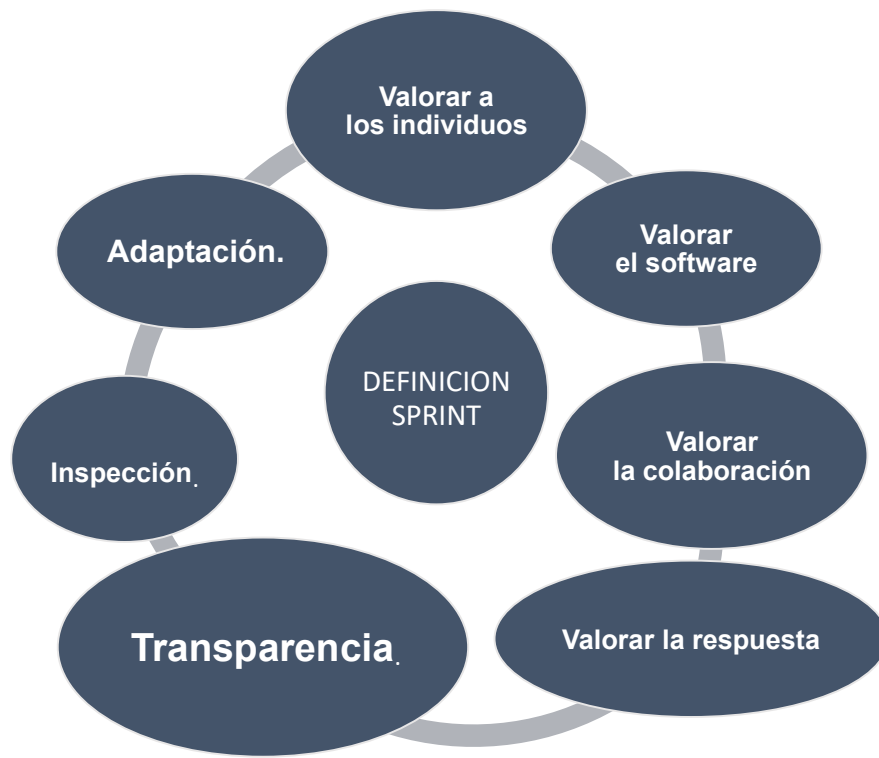 Valorar a
los individuos
Valorar
el software
Valorar
la colaboración
Valorar la respuesta
Transparencia.
Inspección.
Adaptación.
DEFINICION
SPRINT